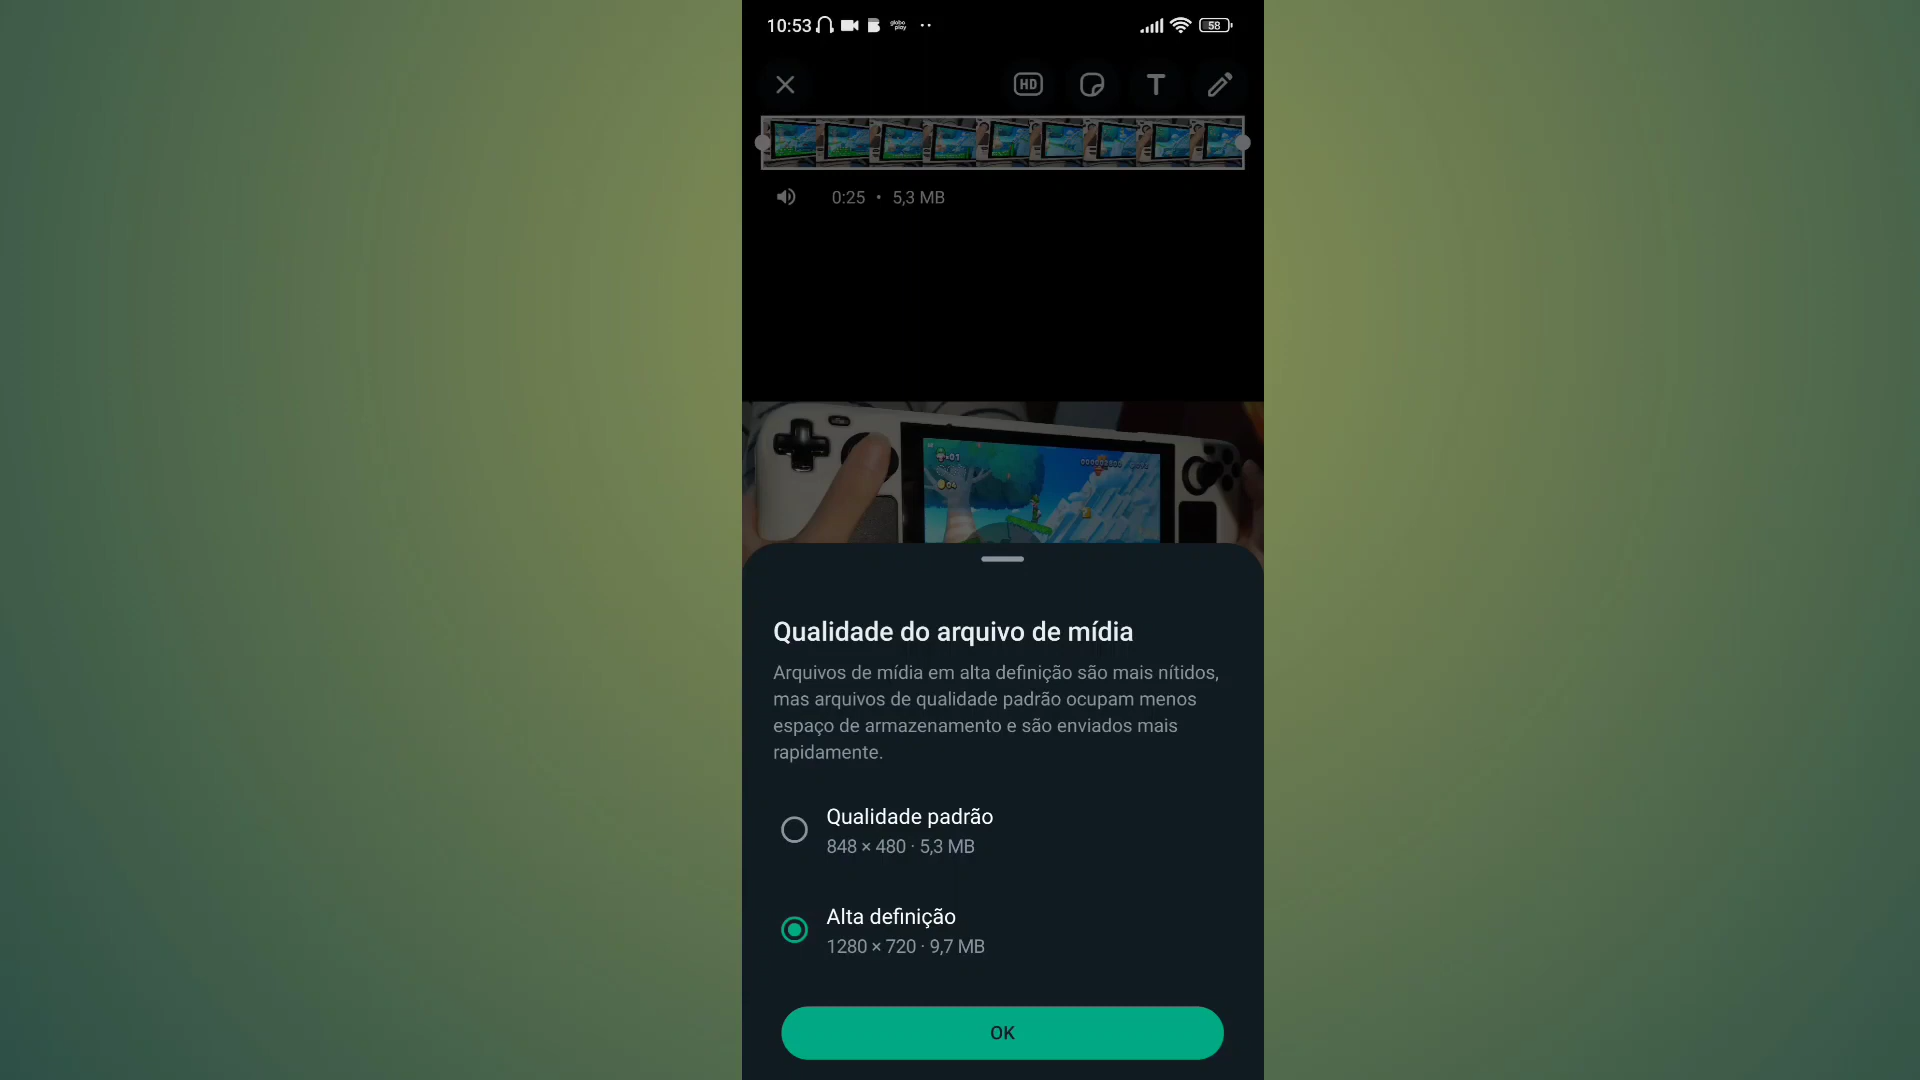 10:53
globo
play
58
HD
T
0:25 • 5,3 MB
Qualidade do arquivo de mídia
Arquivos de mídia em alta definição são mais nítidos,
mas arquivos de qualidade padrão ocupam menos
espaço de armazenamento e são enviados mais
rapidamente.
Qualidade padrão
848 × 480 · 5,3 MB
Alta definição
1280 × 720 · 9,7 MB
OK